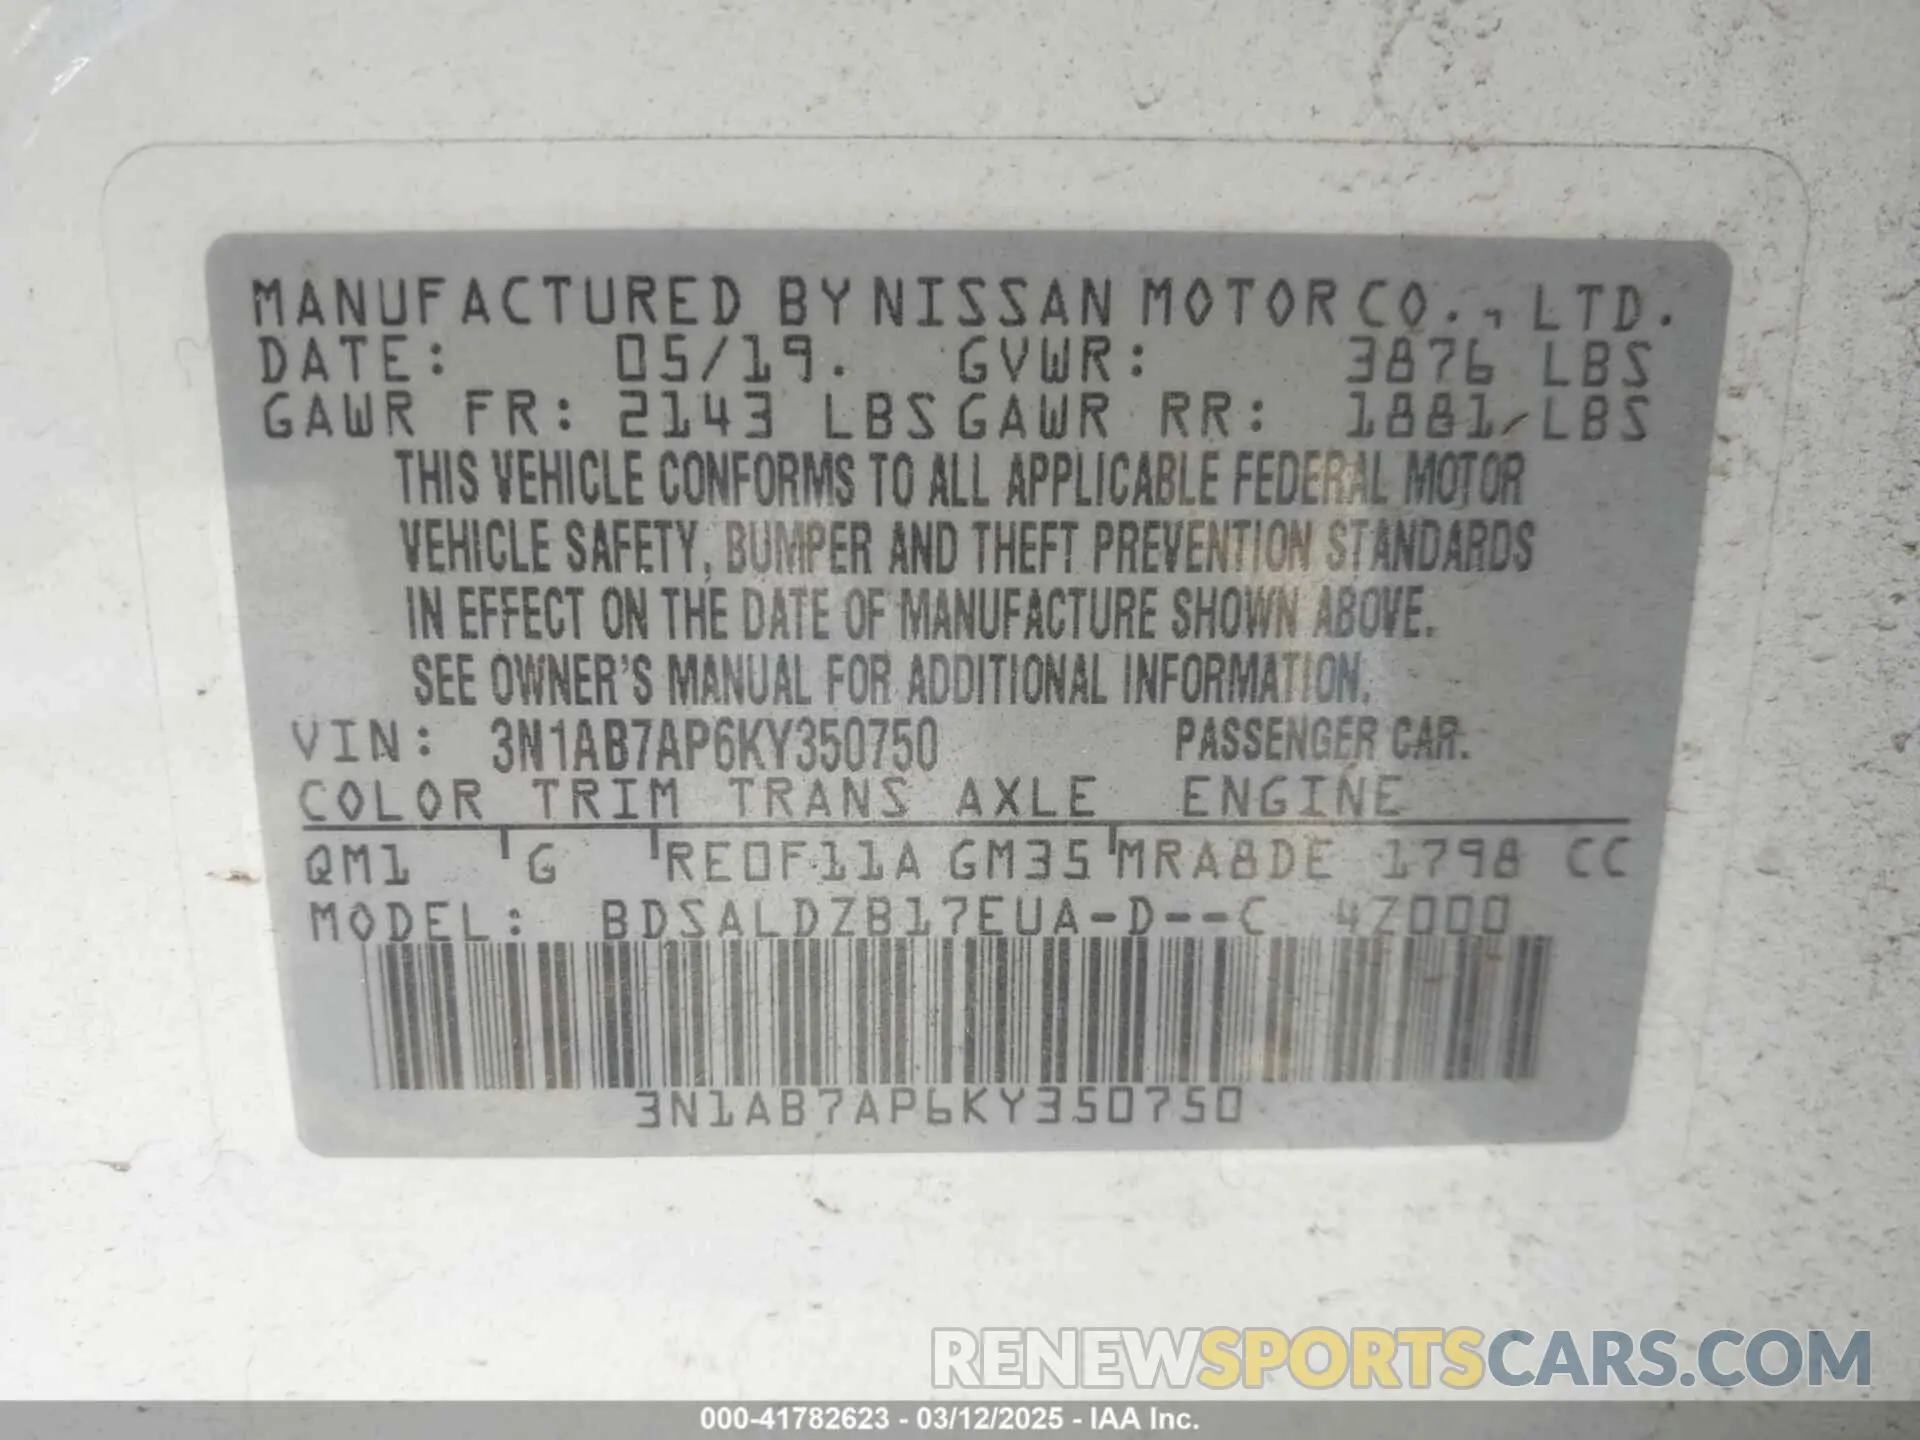 MANUFACTURED BY NISSAN MOTOR CO., LTD.
DATE: 05/19. GVWR: 3876 LBS
GAWR FR: 2143 LBS GAWR RR: 1881 LBS
THIS VEHICLE CONFORMS TO ALL APPLICABLE FEDERAL MOTOR
VEHICLE SAFETY, BUMPER AND THEFT PREVENTION STANDARDS
IN EFFECT ON THE DATE OF MANUFACTURE SHOWN ABOVE.
SEE OWNER'S MANUAL FOR ADDITIONAL INFORMATION.
VIN: 3N1AB7AP6KY350750 PASSENGER CAR.
COLOR TRIM TRANS AXLE ENGINE
QM1 G RE0F11A GM35 MRA8DE 1798 CC
MODEL: BDSALDZB17EUA-D--C 4Z000
3N1AB7AP6KY350750
RENEWSPORTSCARS.COM
000-41782623 - 03/12/2025 - IAA Inc.